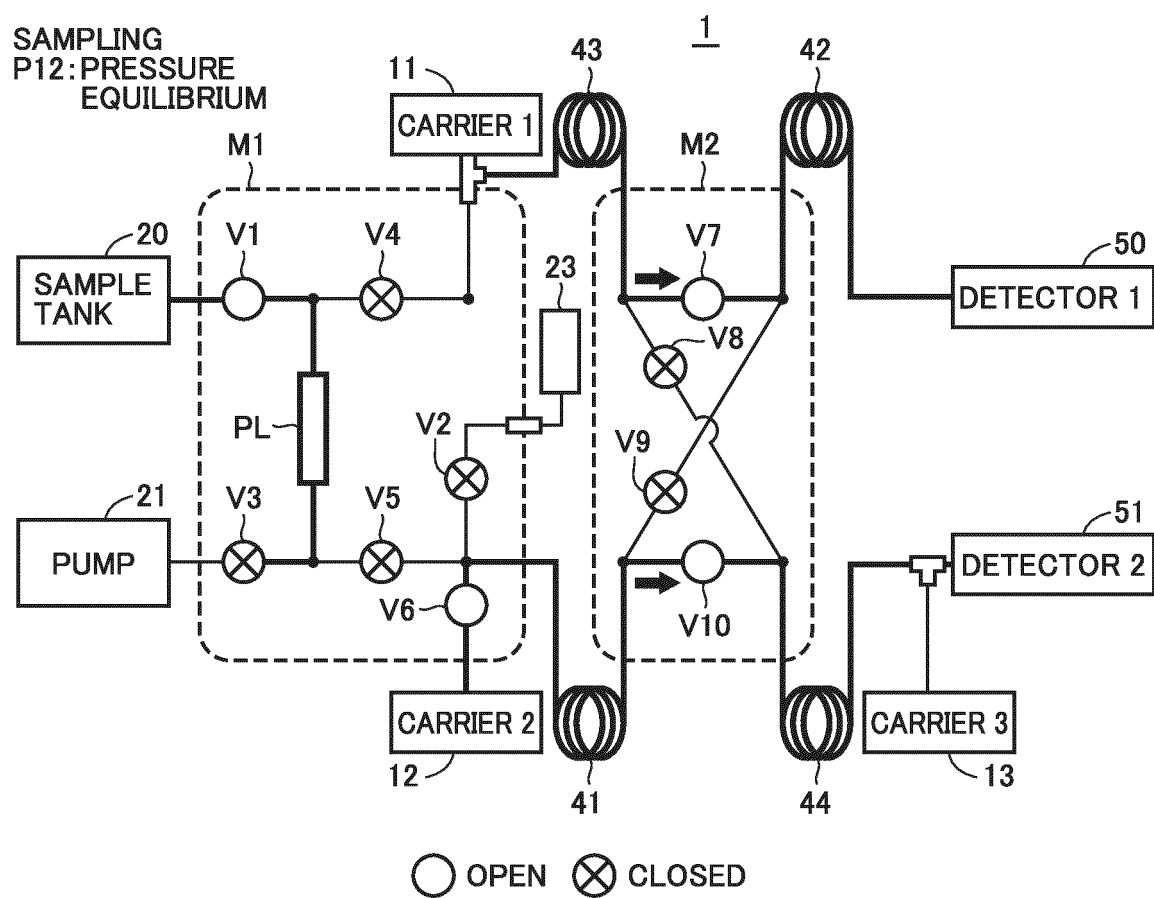 1
SAMPLING
P12: PRESSURE
EQUILIBRIUM
11
43
42
CARRIER 1
M1
M2
20
V1
V4
V7
23
50
SAMPLE
TANK
DETECTOR 1
V8
PL
V2
V9
21
V3
V5
51
PUMP
DETECTOR 2
V6
V10
CARRIER 2
CARRIER 3
12
41
44
13
OPEN
CLOSED